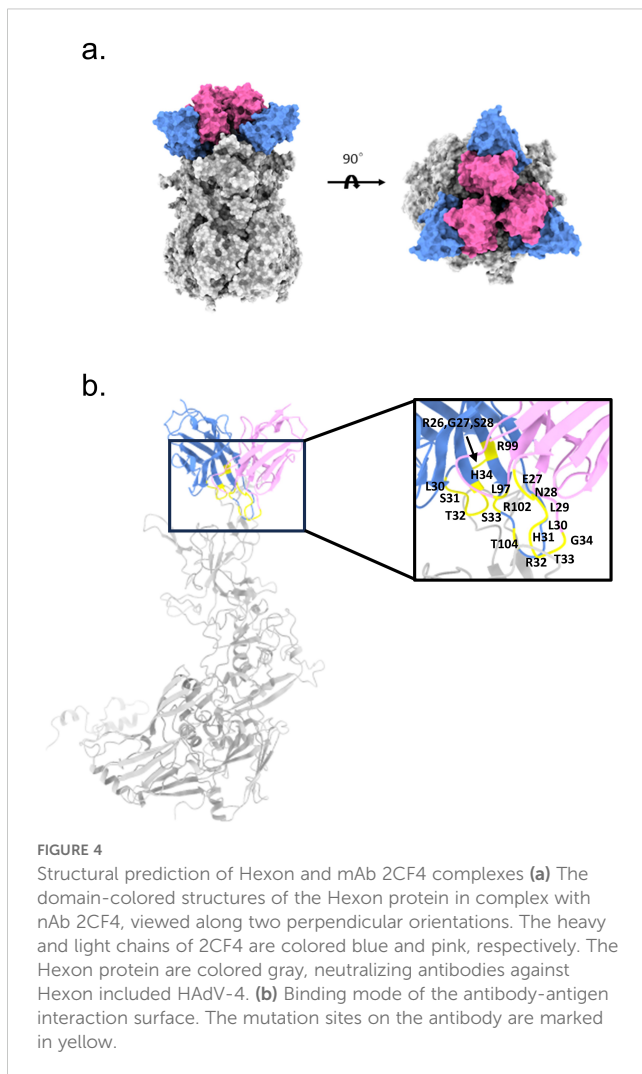 a.
90°
b.
R26,G27,S28
R99
H34
E27
L30
L97
N28
S31
R102
L29
T32
S33
L30
H31
G34
T104
R32
T33
FIGURE 4
Structural prediction of Hexon and mAb 2CF4 complexes (a) The
domain-colored structures of the Hexon protein in complex with
nAb 2CF4, viewed along two perpendicular orientations. The heavy
and light chains of 2CF4 are colored blue and pink, respectively. The
Hexon protein are colored gray, neutralizing antibodies against
Hexon included HAdV-4. (b) Binding mode of the antibody-antigen
interaction surface. The mutation sites on the antibody are marked
in yellow.